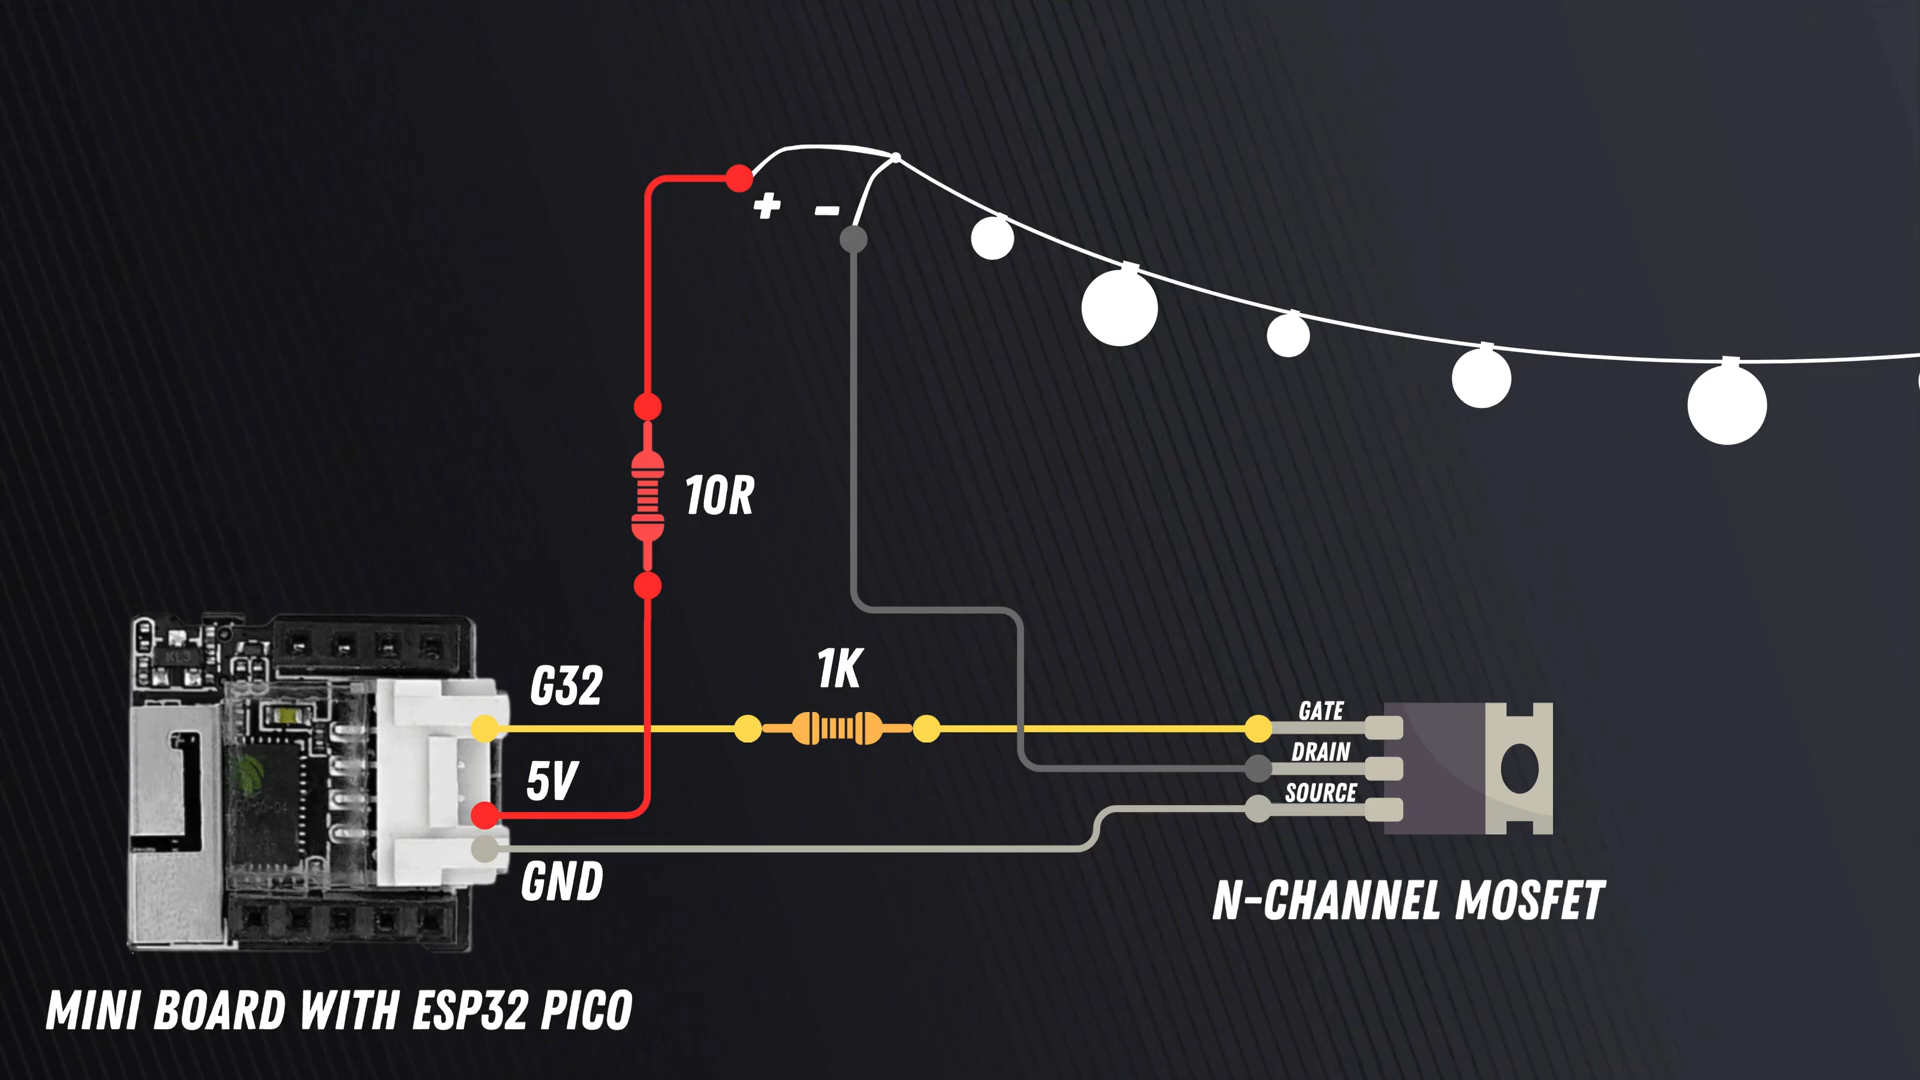 + -
10R
G32
1K
5V
GND
GATE
DRAIN
SOURCE
N-CHANNEL MOSFET
MINI BOARD WITH ESP32 PICO